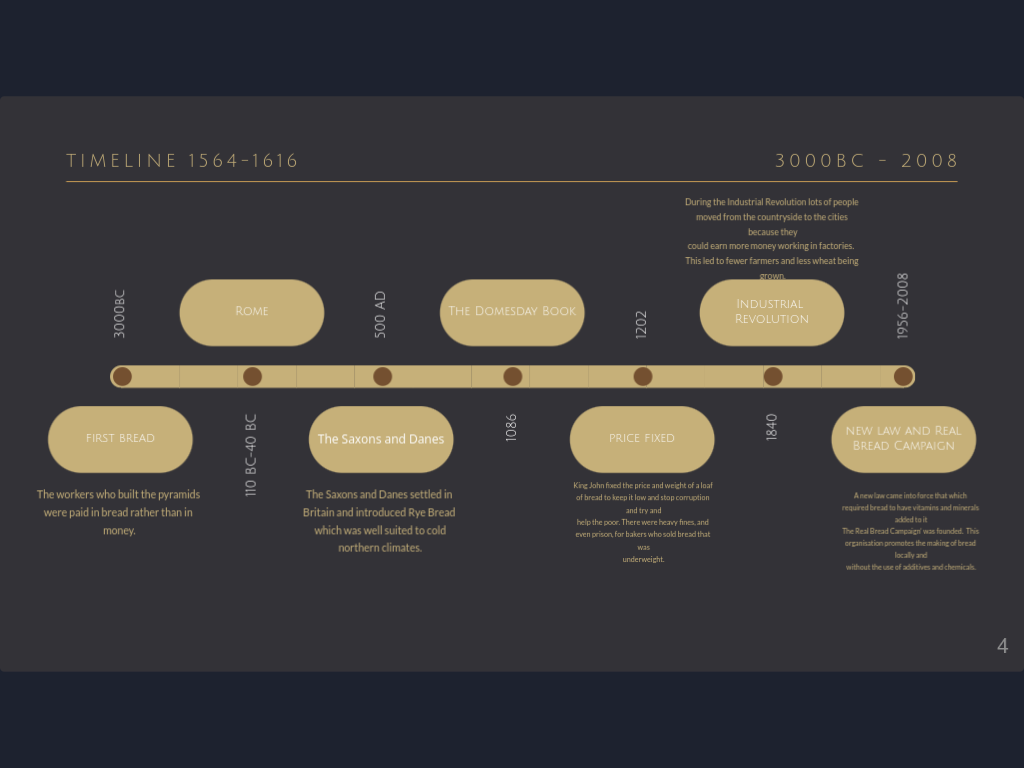 TIMELINE 1564-1616
3000BC - 2008
During the Industrial Revolution lots of people
moved from the countryside to the cities
because they
could earn more money working in factories.
This led to fewer farmers and less wheat being
grown.
3000BC
Rome
500 AD
The Domesday Book
1202
Industrial
Revolution
1956-2008
first bread
110 BC-40 BC
The Saxons and Danes
1086
price fixed
1840
new law and Real
Bread Campaign
The workers who built the pyramids
were paid in bread rather than in
money.
The Saxons and Danes settled in
Britain and introduced Rye Bread
which was well suited to cold
northern climates.
King John fixed the price and weight of a loaf
of bread to keep it low and stop corruption
and try and
help the poor. There were heavy fines, and
even prison, for bakers who sold bread that
was
underweight.
A new law came into force that which
required bread to have vitamins and minerals
added to it
The Real Bread Campaign' was founded. This
organisation promotes the making of bread
locally and
without the use of additives and chemicals.
4